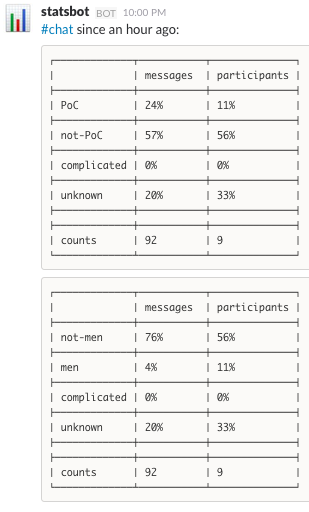 statsbot BOT 10:00 PM
#chat since an hour ago:
messages participants
PoC 24% 11%
not-PoC 57% 56%
complicated 0% 0%
unknown 20% 33%
counts 92 9
messages participants
not-men 76% 56%
men 4% 11%
complicated 0% 0%
unknown 20% 33%
counts 92 9